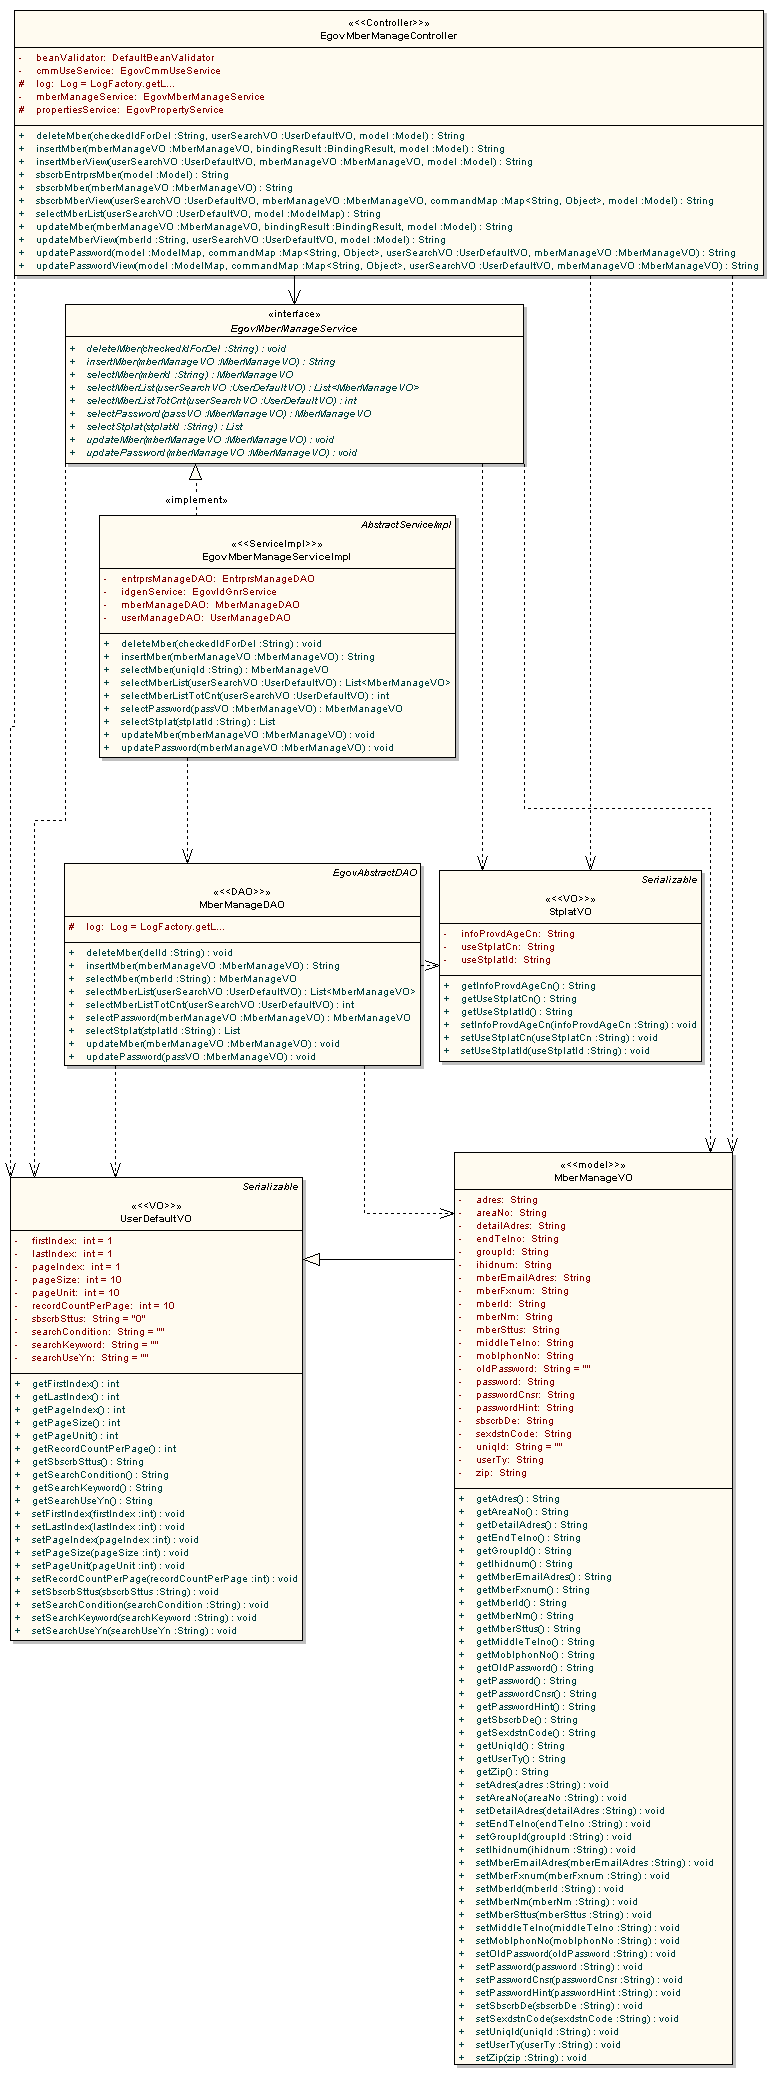 «<<Controller>>»
EgovMberManageController
- beanValidator: DefaultBeanValidator
- cmmUseService: EgovCmmUseService
# log: Log = LogFactory.getL...
- mberManageService: EgovMberManageService
# propertiesService: EgovPropertyService
+ deleteMber(checkedIdForDel :String, userSearchVO :UserDefaultVO, model :Model) : String
+ insertMber(mberManageVO :MberManageVO, bindingResult :BindingResult, model :Model) : String
+ insertMberView(userSearchVO :UserDefaultVO, mberManageVO :MberManageVO, model :Model) : String
+ sbscrbEntrprsMber(model :Model) : String
+ sbscrbMber(mberManageVO :MberManageVO) : String
+ sbscrbMberView(userSearchVO :UserDefaultVO, mberManageVO :MberManageVO, commandMap :Map<String, Object>, model :Model) : String
+ selectMberList(userSearchVO :UserDefaultVO, model :ModelMap) : String
+ updateMber(mberManageVO :MberManageVO, bindingResult :BindingResult, model :Model) : String
+ updateMberView(mberId :String, userSearchVO :UserDefaultVO, model :Model) : String
+ updatePassword(model :ModelMap, commandMap :Map<String, Object>, userSearchVO :UserDefaultVO, mberManageVO :MberManageVO) : String
+ updatePasswordView(model :ModelMap, commandMap :Map<String, Object>, userSearchVO :UserDefaultVO, mberManageVO :MberManageVO) : String
«interface»
EgovMberManageService
+ deleteMber(checkedIdForDel :String) : void
+ insertMber(mberManageVO :MberManageVO) : String
+ selectMber(mberId :String) : MberManageVO
+ selectMberList(userSearchVO :UserDefaultVO) : List<MberManageVO>
+ selectMberListTotCnt(userSearchVO :UserDefaultVO) : int
+ selectPassword(passVO :MberManageVO) : MberManageVO
+ selectStplat(stplatId :String) : List
+ updateMber(mberManageVO :MberManageVO) : void
+ updatePassword(mberManageVO :MberManageVO) : void
«implement»
AbstractServiceImpl
«<<ServiceImpl>>»
EgovMberManageServiceImpl
- entrprsManageDAO: EntrprsManageDAO
- idgenService: EgovIdGnrService
- mberManageDAO: MberManageDAO
- userManageDAO: UserManageDAO
+ deleteMber(checkedIdForDel :String) : void
+ insertMber(mberManageVO :MberManageVO) : String
+ selectMber(uniqId :String) : MberManageVO
+ selectMberList(userSearchVO :UserDefaultVO) : List<MberManageVO>
+ selectMberListTotCnt(userSearchVO :UserDefaultVO) : int
+ selectPassword(passVO :MberManageVO) : MberManageVO
+ selectStplat(stplatId :String) : List
+ updateMber(mberManageVO :MberManageVO) : void
+ updatePassword(mberManageVO :MberManageVO) : void
EgovAbstractDAO
«<<DAO>>»
MberManageDAO
# log: Log = LogFactory.getL...
+ deleteMber(delId :String) : void
+ insertMber(mberManageVO :MberManageVO) : String
+ selectMber(mberId :String) : MberManageVO
+ selectMberList(userSearchVO :UserDefaultVO) : List<MberManageVO>
+ selectMberListTotCnt(userSearchVO :UserDefaultVO) : int
+ selectPassword(mberManageVO :MberManageVO) : MberManageVO
+ selectStplat(stplatId :String) : List
+ updateMber(mberManageVO :MberManageVO) : void
+ updatePassword(passVO :MberManageVO) : void
Serializable
«<<VO>>»
StplatVO
- infoProvdAgeCn: String
- useStplatCn: String
- useStplatId: String
+ getInfoProvdAgeCn() : String
+ getUseStplatCn() : String
+ getUseStplatId() : String
+ setInfoProvdAgeCn(infoProvdAgeCn :String) : void
+ setUseStplatCn(useStplatCn :String) : void
+ setUseStplatId(useStplatId :String) : void
Serializable
«<<VO>>»
UserDefaultVO
- firstIndex: int = 1
- lastIndex: int = 1
- pageIndex: int = 1
- pageSize: int = 10
- pageUnit: int = 10
- recordCountPerPage: int = 10
- sbscrbSttus: String = "0"
- searchCondition: String = ""
- searchKeyword: String = ""
- searchUseYn: String = ""
+ getFirstIndex() : int
+ getLastIndex() : int
+ getPageIndex() : int
+ getPageSize() : int
+ getPageUnit() : int
+ getRecordCountPerPage() : int
+ getSbscrbSttus() : String
+ getSearchCondition() : String
+ getSearchKeyword() : String
+ getSearchUseYn() : String
+ setFirstIndex(firstIndex :int) : void
+ setLastIndex(lastIndex :int) : void
+ setPageIndex(pageIndex :int) : void
+ setPageSize(pageSize :int) : void
+ setPageUnit(pageUnit :int) : void
+ setRecordCountPerPage(recordCountPerPage :int) : void
+ setSbscrbSttus(sbscrbSttus :String) : void
+ setSearchCondition(searchCondition :String) : void
+ setSearchKeyword(searchKeyword :String) : void
+ setSearchUseYn(searchUseYn :String) : void
«<<model>>»
MberManageVO
- adres: String
- areaNo: String
- detailAdres: String
- endTelno: String
- groupId: String
- ihidnum: String
- mberEmailAdres: String
- mberFxnum: String
- mberId: String
- mberNm: String
- mberSttus: String
- middleTelno: String
- moblphonNo: String
- oldPassword: String = ""
- password: String
- passwordCnsr: String
- passwordHint: String
- sbscrbDe: String
- sexdstnCode: String
- uniqId: String = ""
- userTy: String
- zip: String
+ getAdres() : String
+ getAreaNo() : String
+ getDetailAdres() : String
+ getEndTelno() : String
+ getGroupId() : String
+ getIhidnum() : String
+ getMberEmailAdres() : String
+ getMberFxnum() : String
+ getMberId() : String
+ getMberNm() : String
+ getMberSttus() : String
+ getMiddleTelno() : String
+ getMoblphonNo() : String
+ getOldPassword() : String
+ getPassword() : String
+ getPasswordCnsr() : String
+ getPasswordHint() : String
+ getSbscrbDe() : String
+ getSexdstnCode() : String
+ getUniqId() : String
+ getUserTy() : String
+ getZip() : String
+ setAdres(adres :String) : void
+ setAreaNo(areaNo :String) : void
+ setDetailAdres(detailAdres :String) : void
+ setEndTelno(endTelno :String) : void
+ setGroupId(groupId :String) : void
+ setIhidnum(ihidnum :String) : void
+ setMberEmailAdres(mberEmailAdres :String) : void
+ setMberFxnum(mberFxnum :String) : void
+ setMberId(mberId :String) : void
+ setMberNm(mberNm :String) : void
+ setMberSttus(mberSttus :String) : void
+ setMiddleTelno(middleTelno :String) : void
+ setMoblphonNo(moblphonNo :String) : void
+ setOldPassword(oldPassword :String) : void
+ setPassword(password :String) : void
+ setPasswordCnsr(passwordCnsr :String) : void
+ setPasswordHint(passwordHint :String) : void
+ setSbscrbDe(sbscrbDe :String) : void
+ setSexdstnCode(sexdstnCode :String) : void
+ setUniqId(uniqId :String) : void
+ setUserTy(userTy :String) : void
+ setZip(zip :String) : void